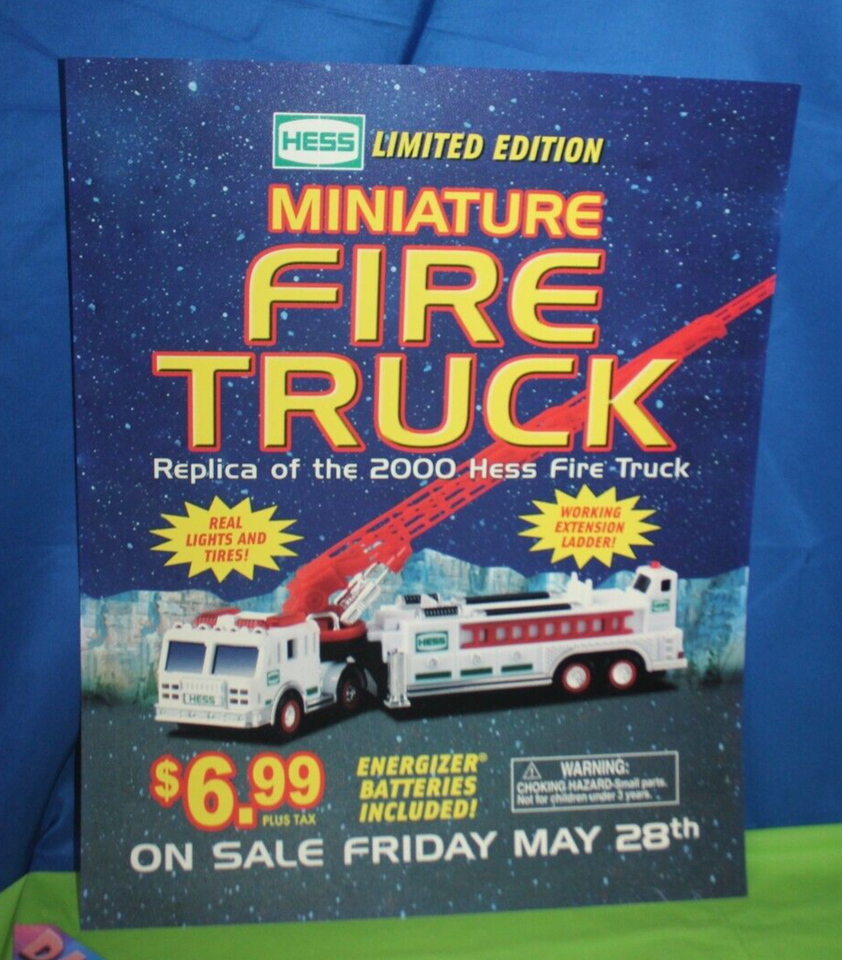 HESS LIMITED EDITION
MINIATURE
FIRE
TRUCK
Replica of the 2000 Hess Fire Truck
REAL
LIGHTS AND
TIRES!
WORKING
EXTENSION
LADDER!
HESS
HESS
$6.99
PLUS TAX
ENERGIZER®
BATTERIES
INCLUDED!
WARNING:
CHOKING HAZARD-Small parts.
Not for children under 3 years.
ON SALE FRIDAY MAY 28th